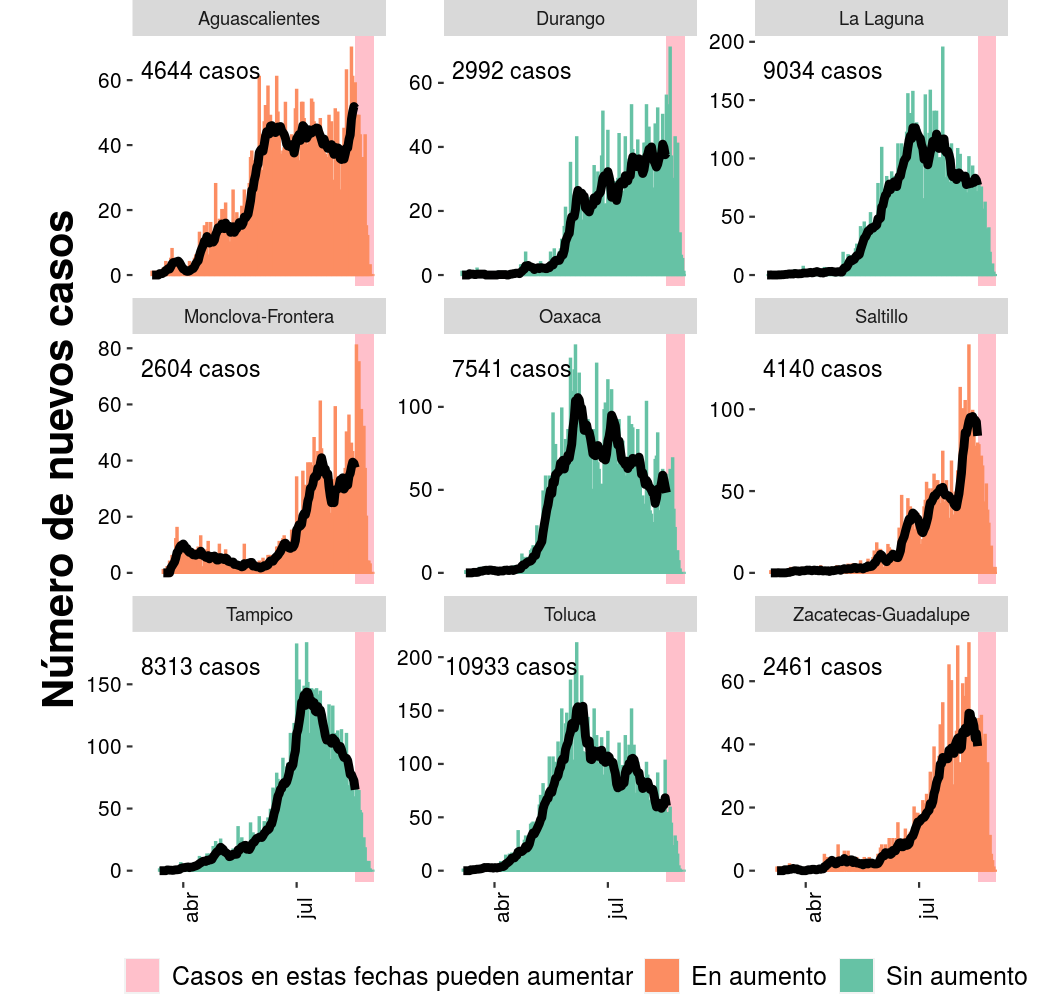 Número de nuevos casos
Aguascalientes
4644 casos
60
40
20
0
Durango
2992 casos
60
40
20
0
La Laguna
9034 casos
200
150
100
50
0
Monclova-Frontera
2604 casos
80
60
40
20
0
Oaxaca
7541 casos
100
50
0
Saltillo
4140 casos
100
50
0
Tampico
8313 casos
150
100
50
0
abr
jul
Toluca
10933 casos
200
150
100
50
0
abr
jul
Zacatecas-Guadalupe
2461 casos
60
40
20
0
abr
jul
Casos en estas fechas pueden aumentar
En aumento
Sin aumento